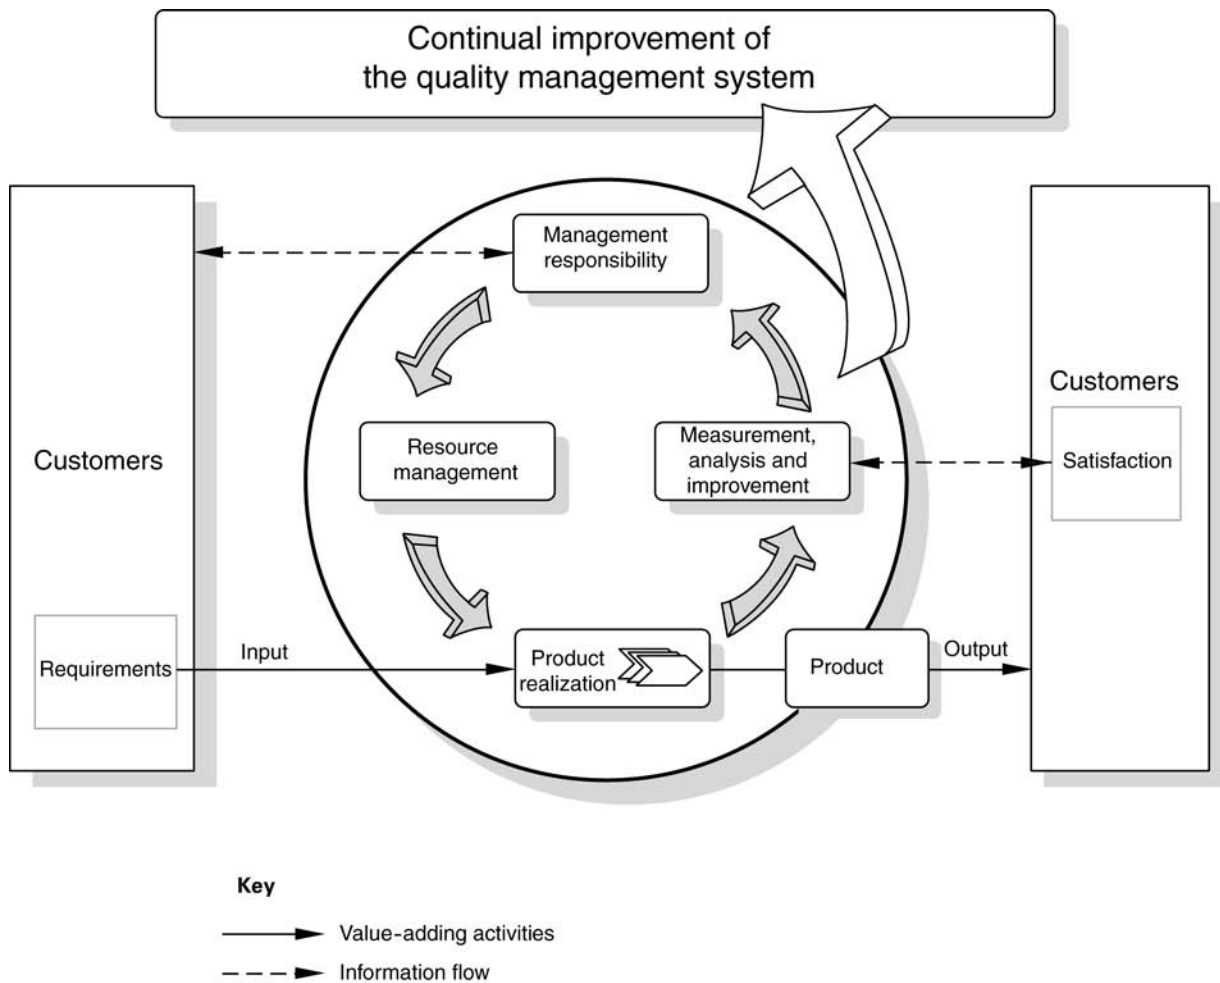 Continual improvement of
the quality management system
Management
responsibility
Customers
Customers
Resource
management
Measurement,
analysis and
improvement
Satisfaction
Requirements
Input
Product
realization
Product
Output
Key
Value-adding activities
Information flow